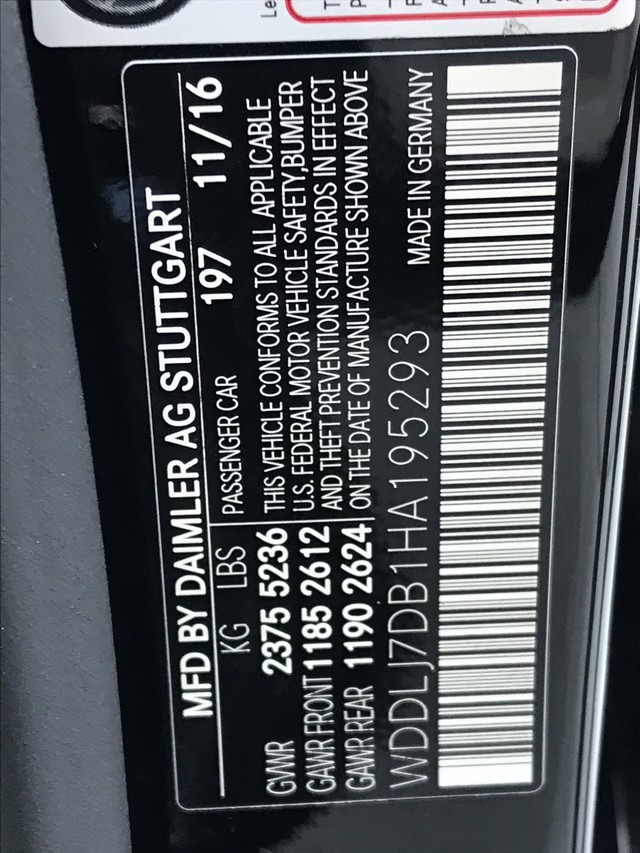 Le
MFD BY DAIMLER AG STUTTGART
KG LBS PASSENGER CAR 197 11/16
GVWR 2375 5236 THIS VEHICLE CONFORMS TO ALL APPLICABLE
U.S. FEDERAL MOTOR VEHICLE SAFETY,BUMPER
GAWR FRONT 1185 2612 AND THEFT PREVENTION STANDARDS IN EFFECT
GAWR REAR 1190 2624 ON THE DATE OF MANUFACTURE SHOWN ABOVE
WDDLJ7DB1HA195293 MADE IN GERMANY